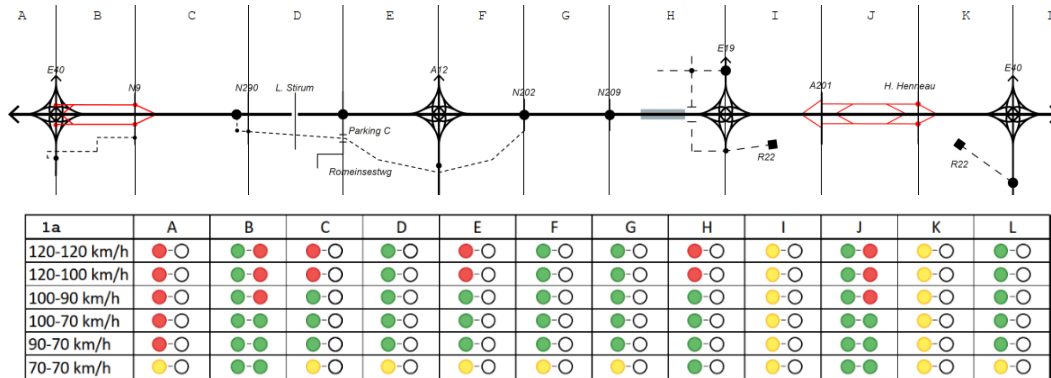 A B C D E F G H I J K
E40 N9 N290 L. Stirum A12 N202 N209 E19 A201 H. Henneau E40
Parking C
Romeinsestwg
R22 R22
1a A B C D E F G H I J K L
120-120 km/h
120-100 km/h
100-90 km/h
100-70 km/h
90-70 km/h
70-70 km/h